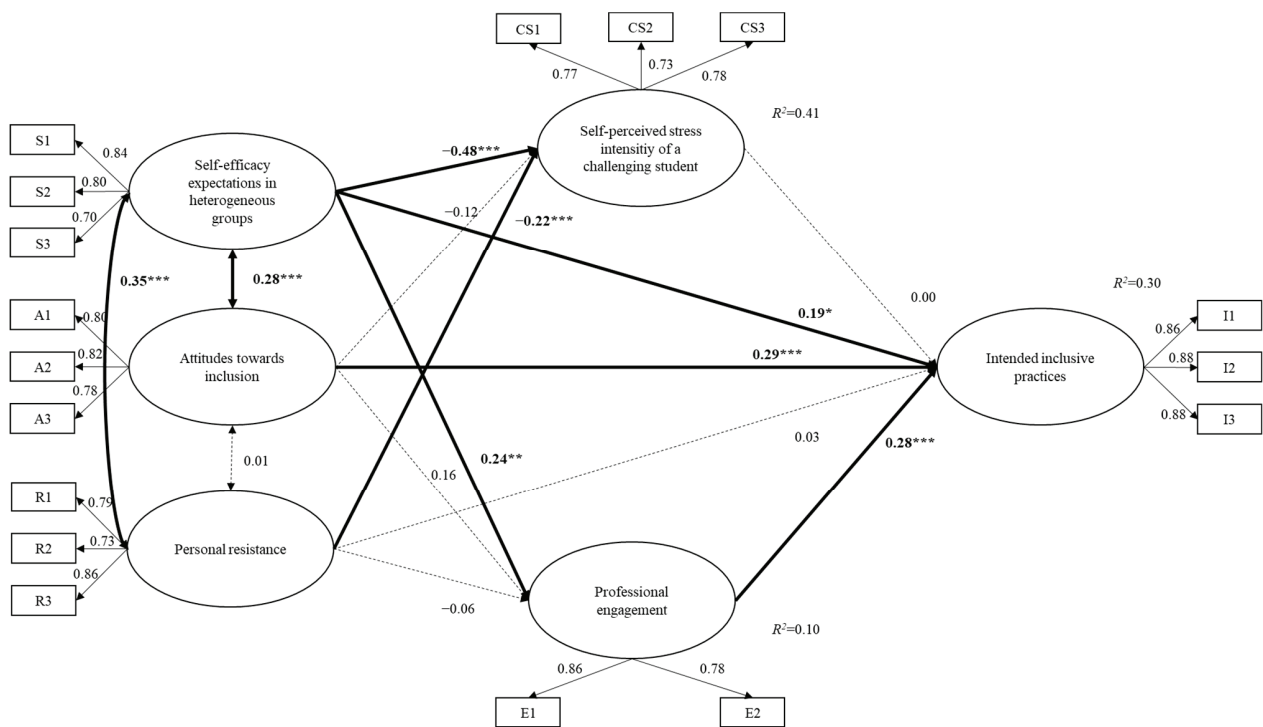 CS1
CS2
CS3
0.77
0.73
0.78
R²=0.41
Self-perceived stress
intensitiy of a
challenging student
S1
S2
S3
0.84
0.80
0.70
Self-efficacy
expectations in
heterogeneous
groups
−0.48***
−0.12
−0.22***
0.35***
0.28***
0.00
0.19*
R²=0.30
A1
A2
A3
0.80
0.82
0.78
Attitudes towards
inclusion
0.29***
Intended inclusive
practices
0.86
0.88
0.88
I1
I2
I3
0.01
0.16
0.24**
0.03
0.28***
R1
R2
R3
0.79
0.73
0.86
Personal resistance
−0.06
Professional
engagement
R²=0.10
0.86
0.78
E1
E2